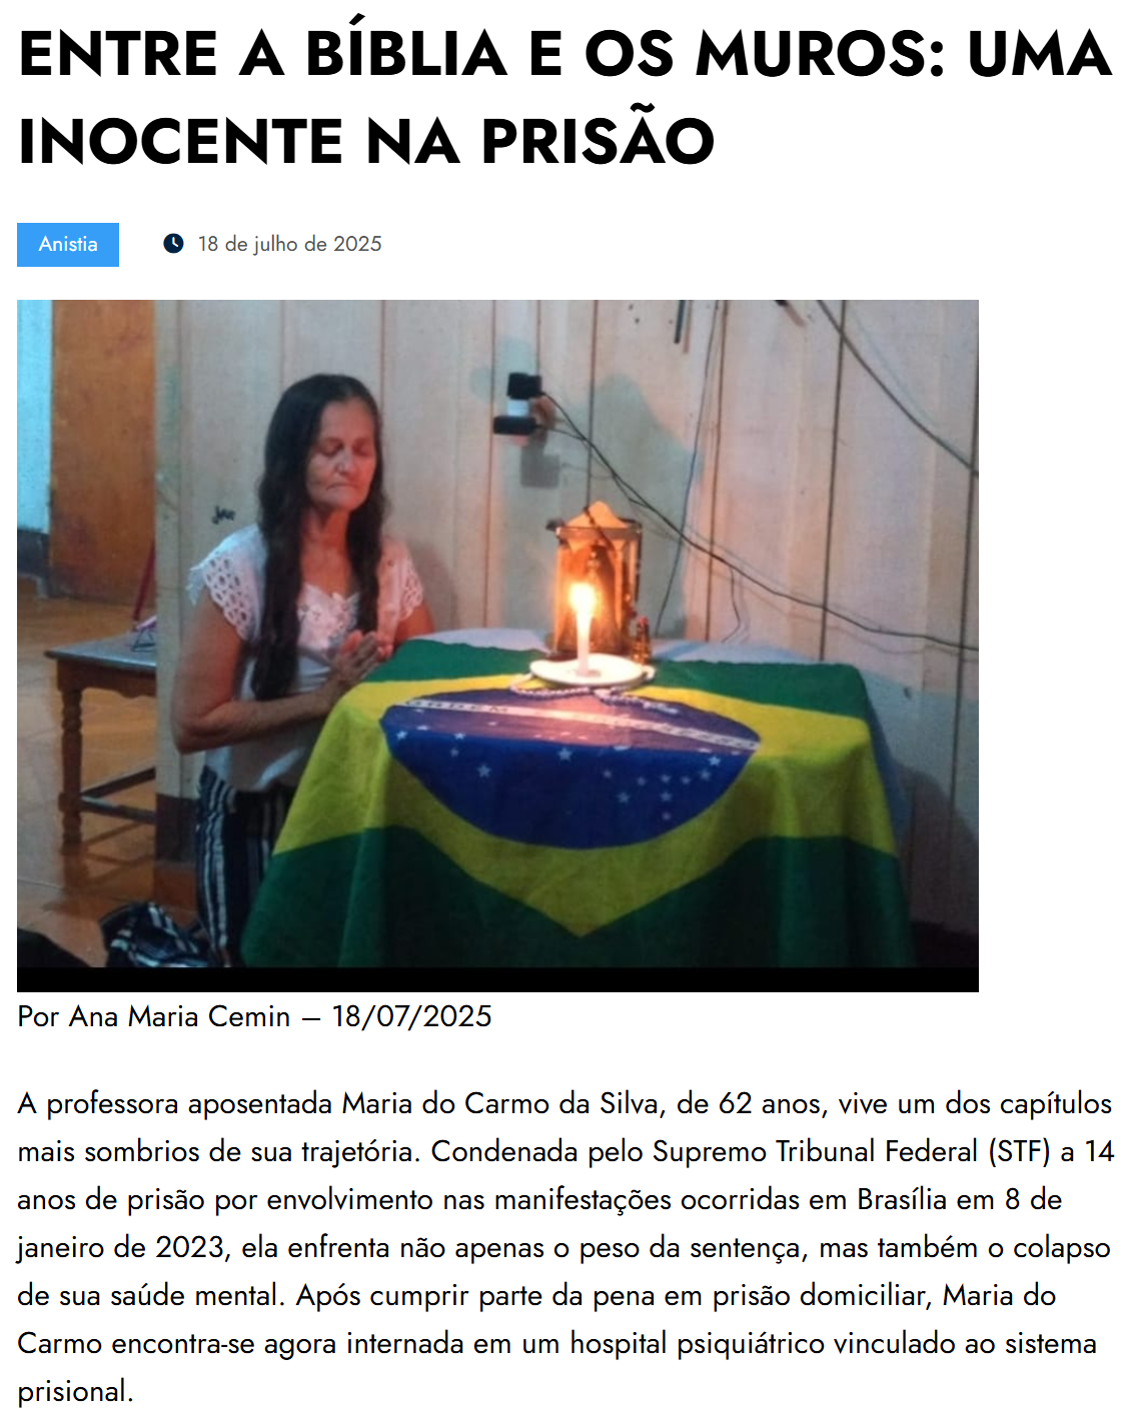 ENTRE A BÍBLIA E OS MUROS: UMA
INOCENTE NA PRISÃO
Anistia
18 de julho de 2025
Por Ana Maria Cemin – 18/07/2025
A professora aposentada Maria do Carmo da Silva, de 62 anos, vive um dos capítulos
mais sombrios de sua trajetória. Condenada pelo Supremo Tribunal Federal (STF) a 14
anos de prisão por envolvimento nas manifestações ocorridas em Brasília em 8 de
janeiro de 2023, ela enfrenta não apenas o peso da sentença, mas também o colapso
de sua saúde mental. Após cumprir parte da pena em prisão domiciliar, Maria do
Carmo encontra-se agora internada em um hospital psiquiátrico vinculado ao sistema
prisional.